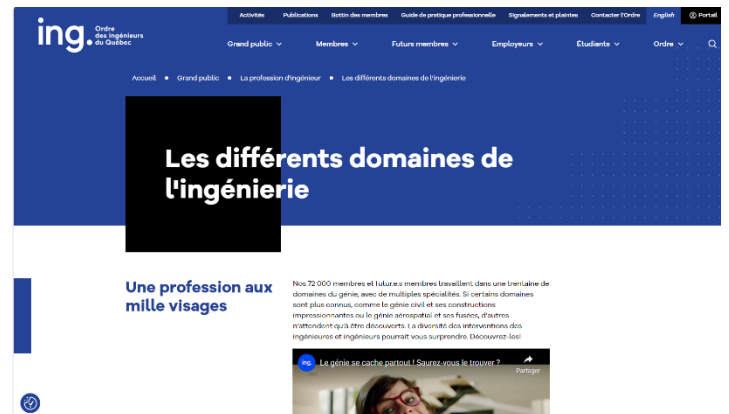 Activités Publications Bottin des membres Guide de pratique professionnelle Signalements et plaintes Contacter l'Ordre English Portail
ing. Ordre
des ingénieurs
du Québec
Grand public Membres Futurs membres Employeurs Étudiants Ordre
Accueil • Grand public • La profession d'ingénieur • Les différents domaines de l'ingénierie
Les différents domaines de
l'ingénierie
Une profession aux
mille visages
Nos 72 000 membres et futur.e.s membres travaillent dans une trentaine de
domaines du génie, avec de multiples spécialités. Si certains domaines
sont plus connus, comme le génie civil et ses constructions
impressionnantes ou le génie aérospatial et ses fusées, d'autres
n'attendent qu'à être découverts. La diversité des interventions des
ingénieures et ingénieurs pourrait vous surprendre. Découvrez-les!
ing. Le génie se cache partout ! Saurez-vous le trouver ?
Partager